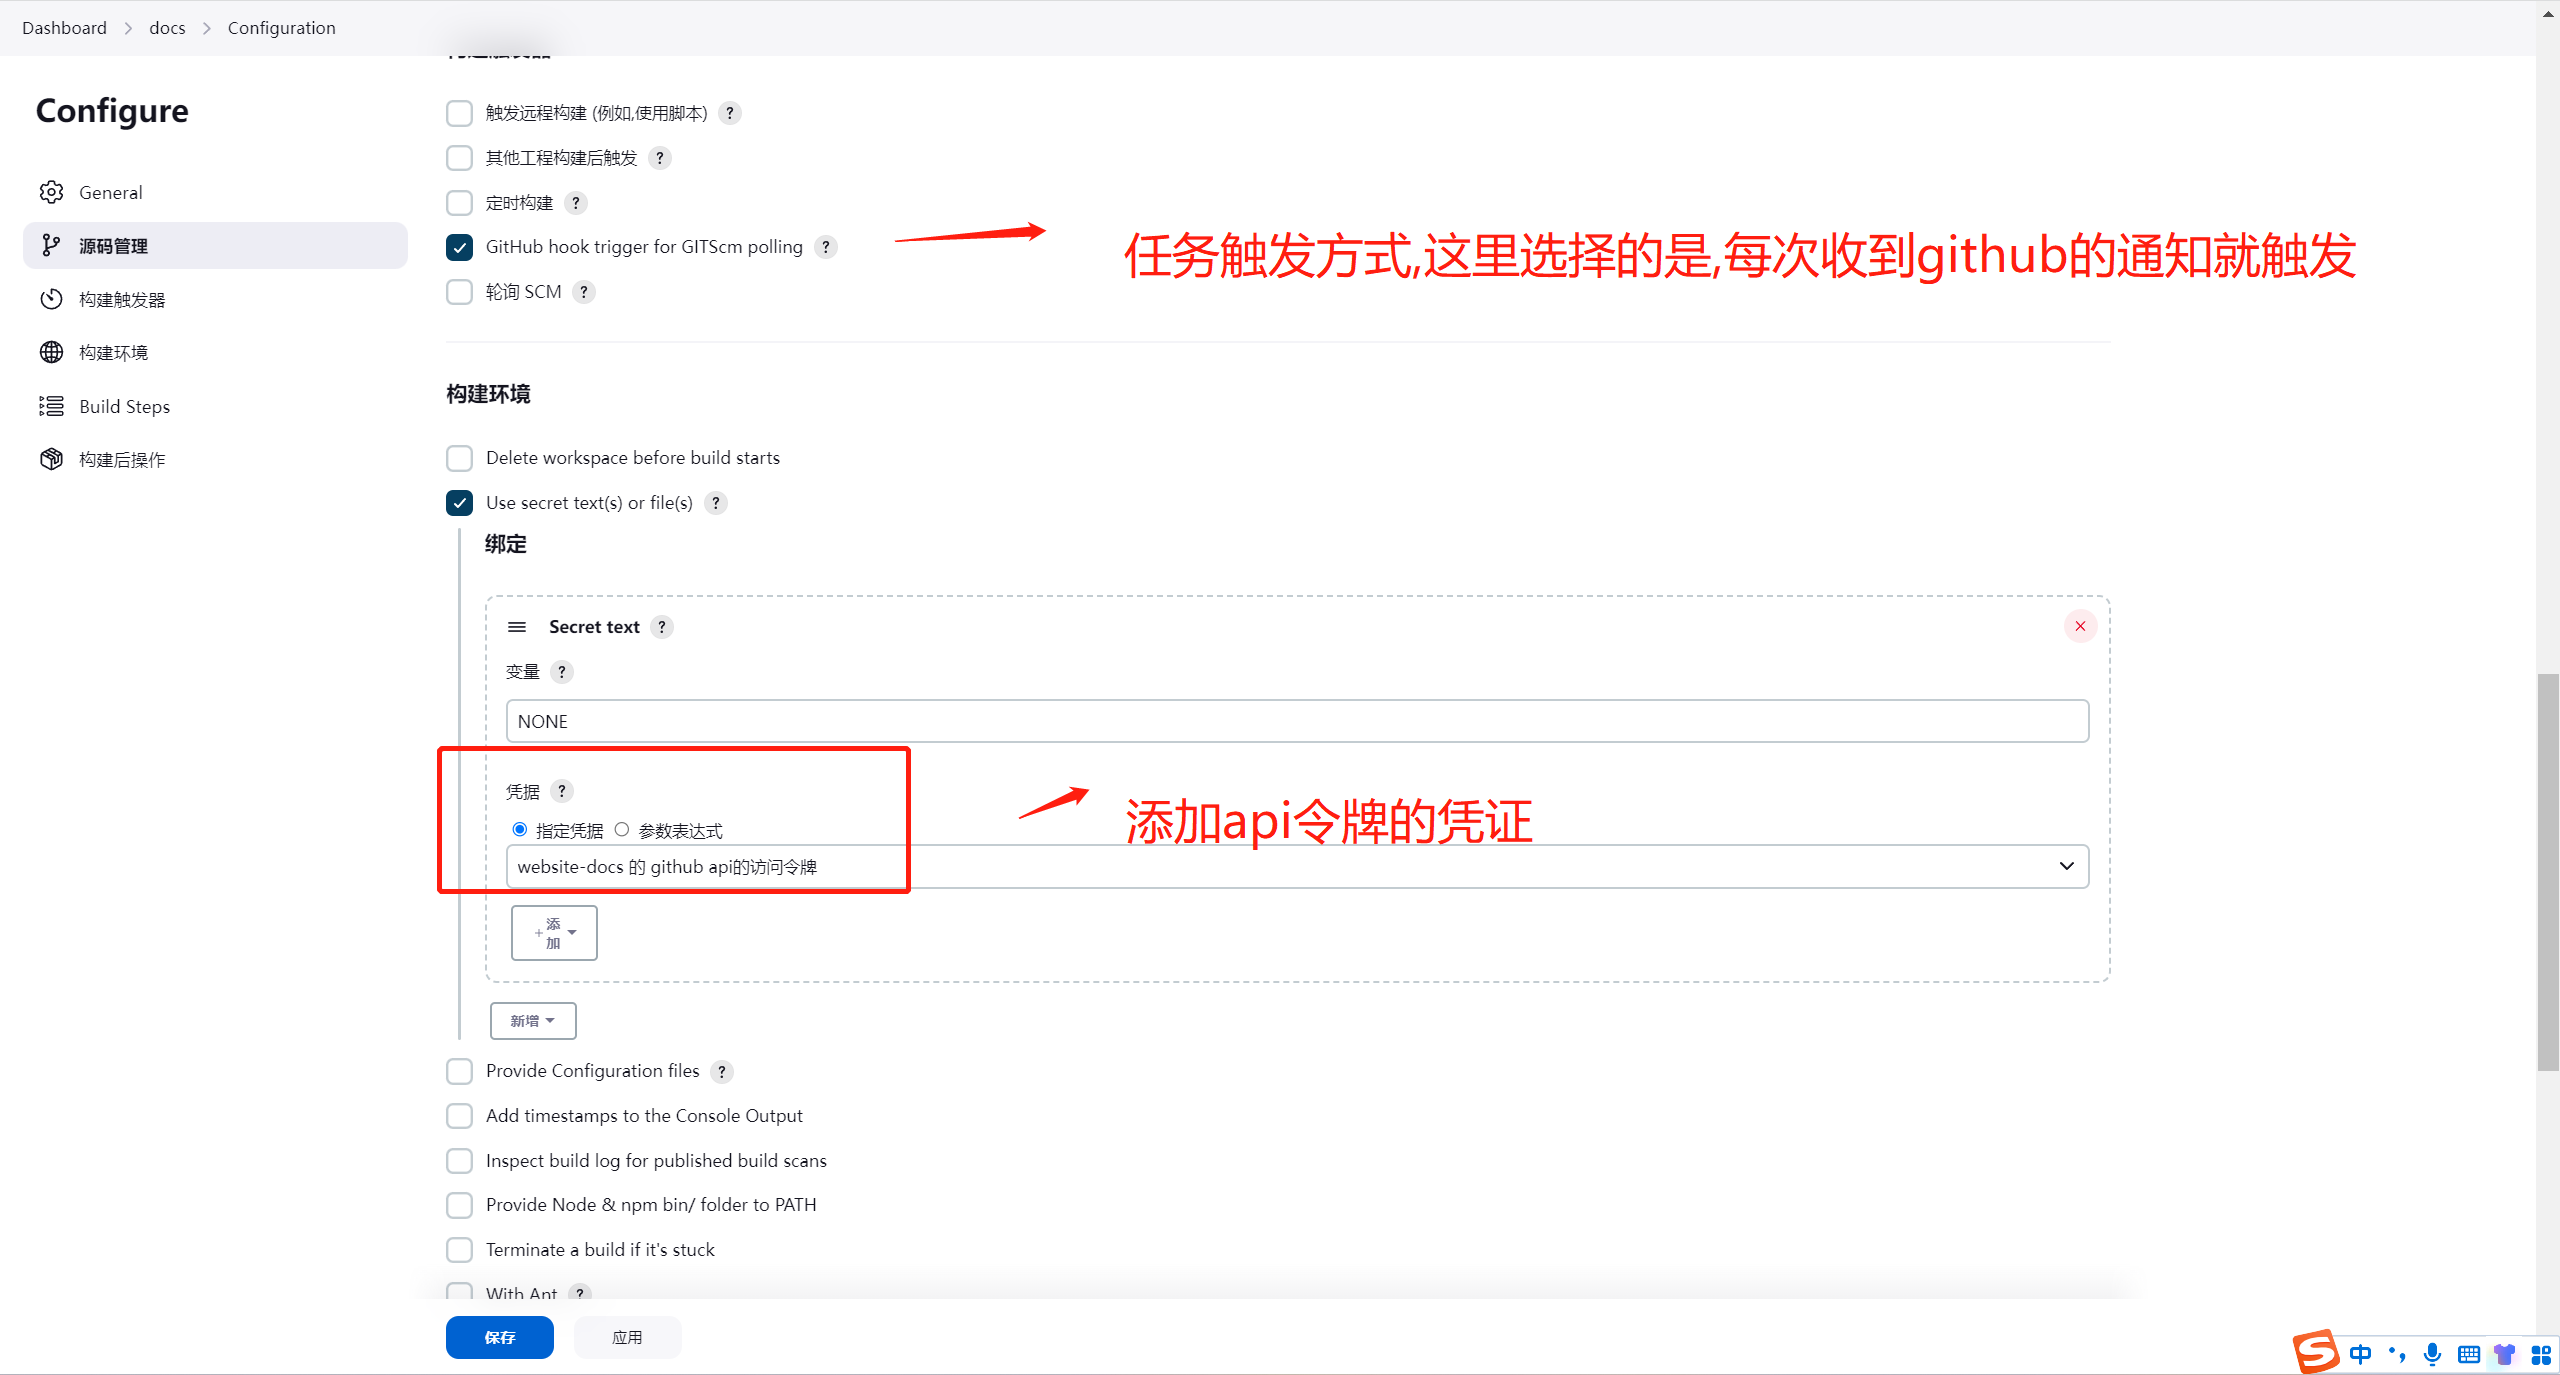 Dashboard > docs > Configuration
构建触发器
Configure
General
源码管理
构建触发器
构建环境
Build Steps
构建后操作
触发远程构建 (例如,使用脚本) ?
其他工程构建后触发 ?
定时构建 ?
GitHub hook trigger for GITScm polling ?
任务触发方式,这里选择的是,每次收到github的通知就触发
轮询 SCM ?
构建环境
Delete workspace before build starts
Use secret text(s) or file(s) ?
绑定
Secret text ?
变量 ?
NONE
凭据 ?
指定凭据 参数表达式
添加api令牌的凭证
website-docs 的 github api的访问令牌
+添加
新增
Provide Configuration files ?
Add timestamps to the Console Output
Inspect build log for published build scans
Provide Node & npm bin/ folder to PATH
Terminate a build if it's stuck
With Ant ?
保存 应用
中